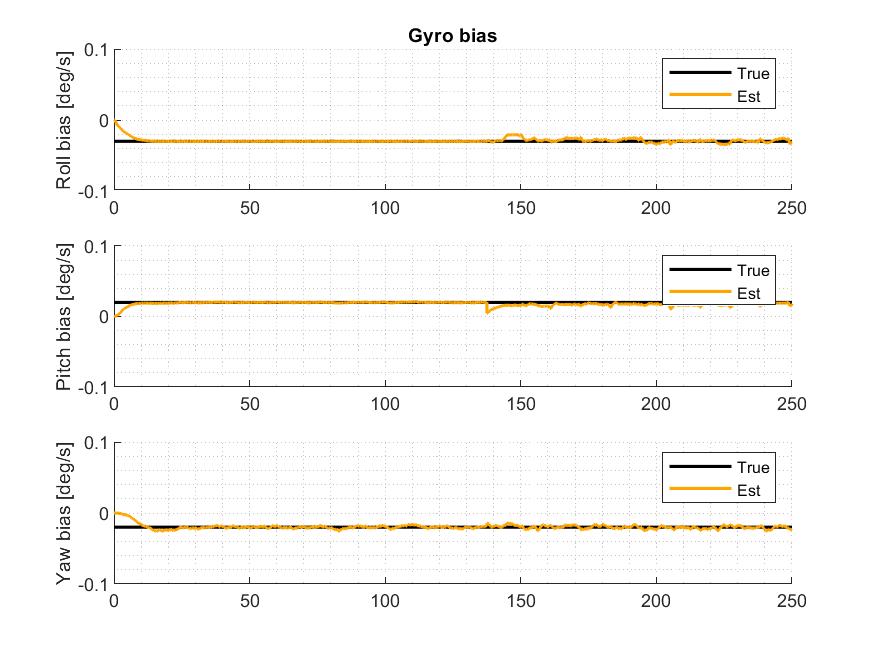 Gyro bias
Roll bias [deg/s]
0.1
0
-0.1
True
Est
0 50 100 150 200 250
Pitch bias [deg/s]
0.1
0
-0.1
True
Est
0 50 100 150 200 250
Yaw bias [deg/s]
0.1
0
-0.1
True
Est
0 50 100 150 200 250